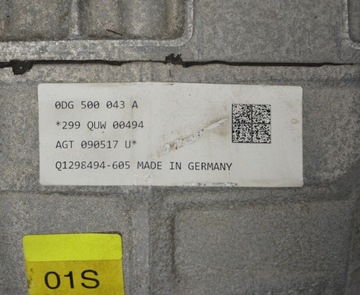 0DG 500 043 A
*299 QUW 00494
AGT 090517 U*
Q1298494-605 MADE IN GERMANY
01S